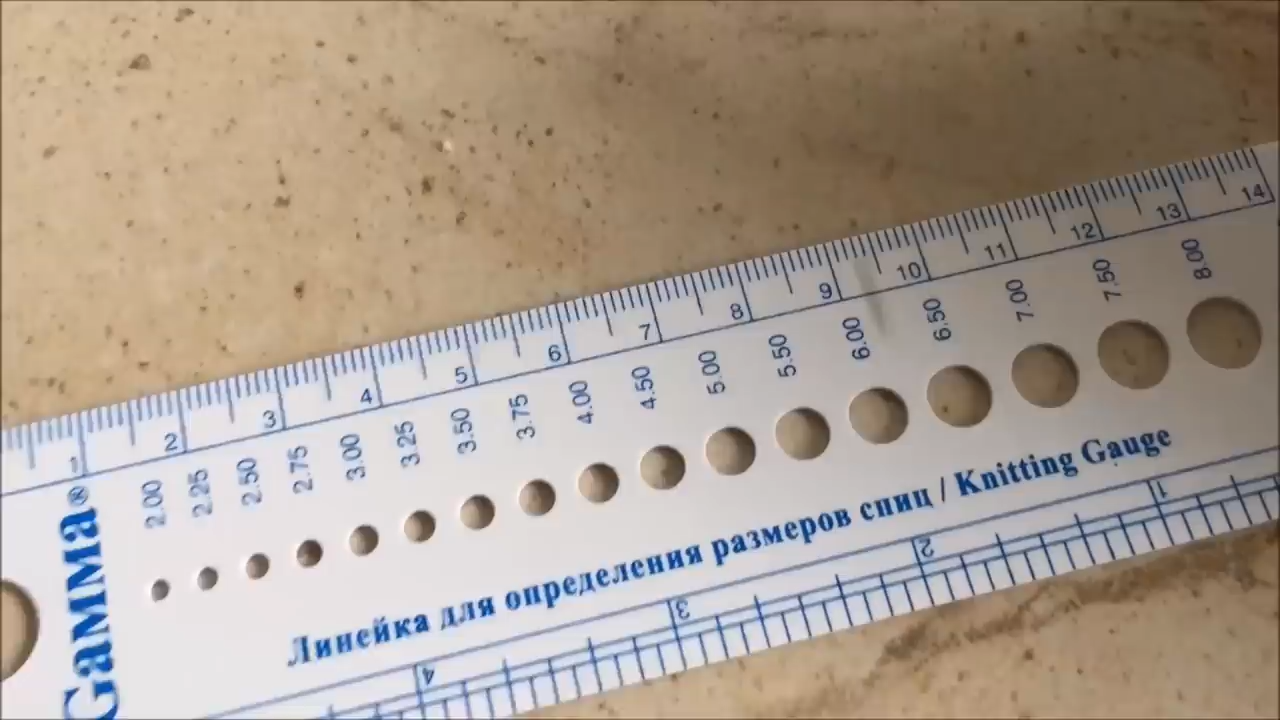 1 2 3 4 5 6 7 8 9 10 11 12 13 14
2.00 2.25 2.50 2.75 3.00 3.25 3.50 3.75 4.00 4.50 5.00 5.50 6.00 6.50 7.00 7.50 8.00
Gамма®
Линейка для определения размеров спиц / Knitting Gauge
4 3 2 1